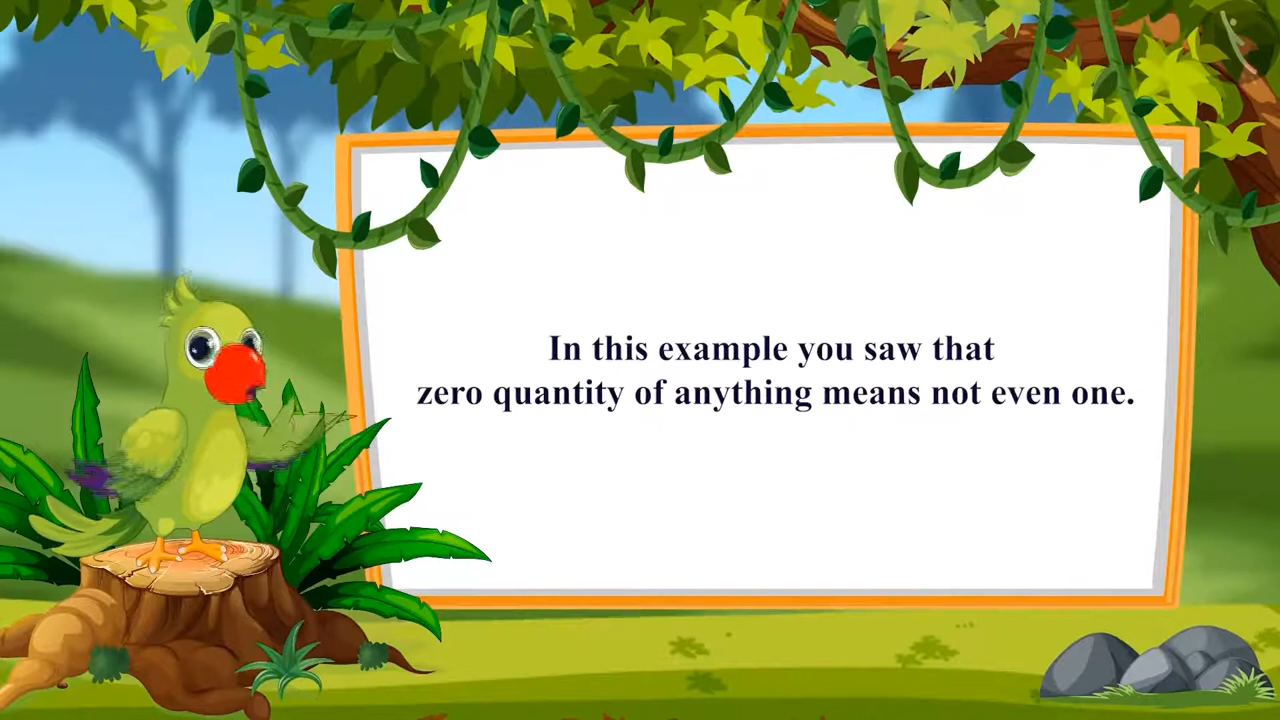 In this example you saw that
zero quantity of anything means not even one.